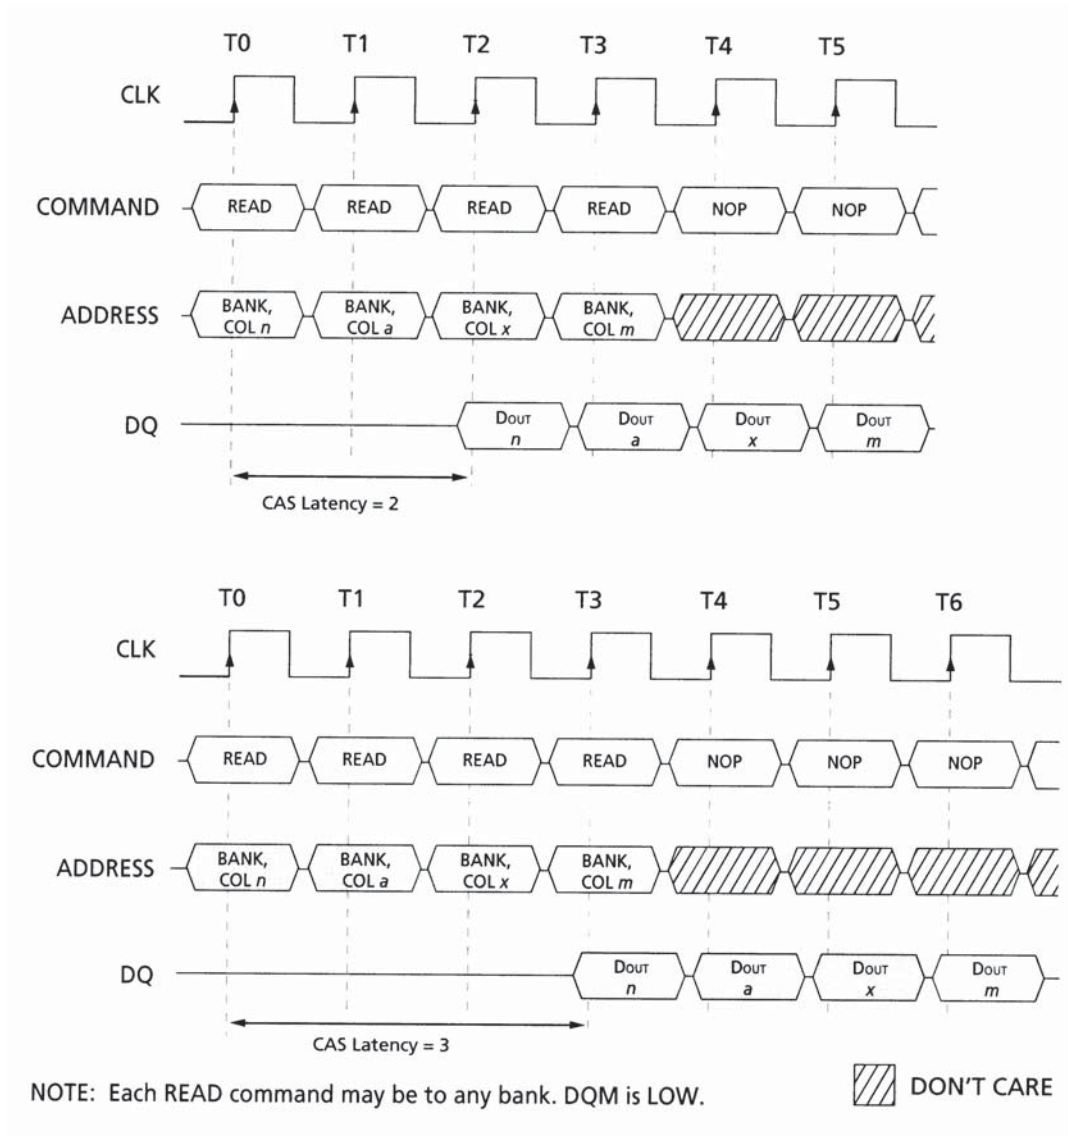 T0 T1 T2 T3 T4 T5
CLK
COMMAND READ READ READ READ NOP NOP
ADDRESS
BANK, BANK, BANK, BANK,
COL n COL a COL x COL m
DQ
DOUT DOUT DOUT DOUT
n a x m
CAS Latency = 2
T0 T1 T2 T3 T4 T5 T6
CLK
COMMAND READ READ READ READ NOP NOP NOP
ADDRESS
BANK, BANK, BANK, BANK,
COL n COL a COL x COL m
DQ
DOUT DOUT DOUT DOUT
n a x m
CAS Latency = 3
NOTE: Each READ command may be to any bank. DQM is LOW.
DON'T CARE